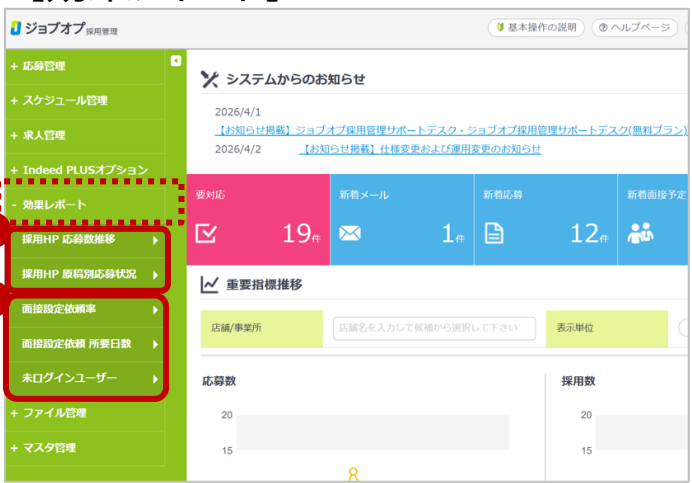 ジョブオプ採用管理
基本操作の説明
ヘルプページ
+ 応募管理
+ スケジュール管理
+ 求人管理
+ Indeed PLUSオプション
- 効果レポート
採用HP 応募数推移
採用HP 原稿別応募状況
面接設定依頼率
面接設定依頼 所要日数
未ログインユーザー
+ ファイル管理
+ マスタ管理
システムからのお知らせ
2026/4/1
【お知らせ掲載】ジョブオプ採用管理サポートデスク・ジョブオプ採用管理サポートデスク(無料プラン)
2026/4/2 【お知らせ掲載】仕様変更および運用変更のお知らせ
要対応
19件
新着メール
1件
新着応募
12件
新着面接予定
重要指標推移
店舗/事業所
店舗名を入力して候補から選択して下さい
表示単位
応募数
20
15
採用数
20
15